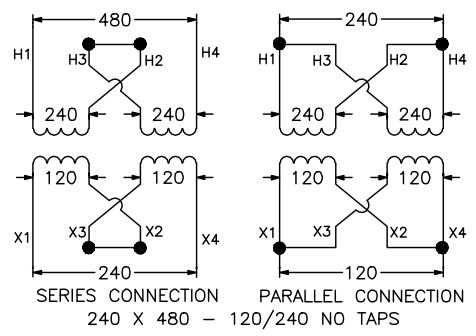 480 240
H1 H3 H2 H4 H1 H3 H2 H4
240 240 240 240
120 120 120 120
X1 X3 X2 X4 X1 X3 X2 X4
240 120
SERIES CONNECTION PARALLEL CONNECTION
240 X 480 – 120/240 NO TAPS